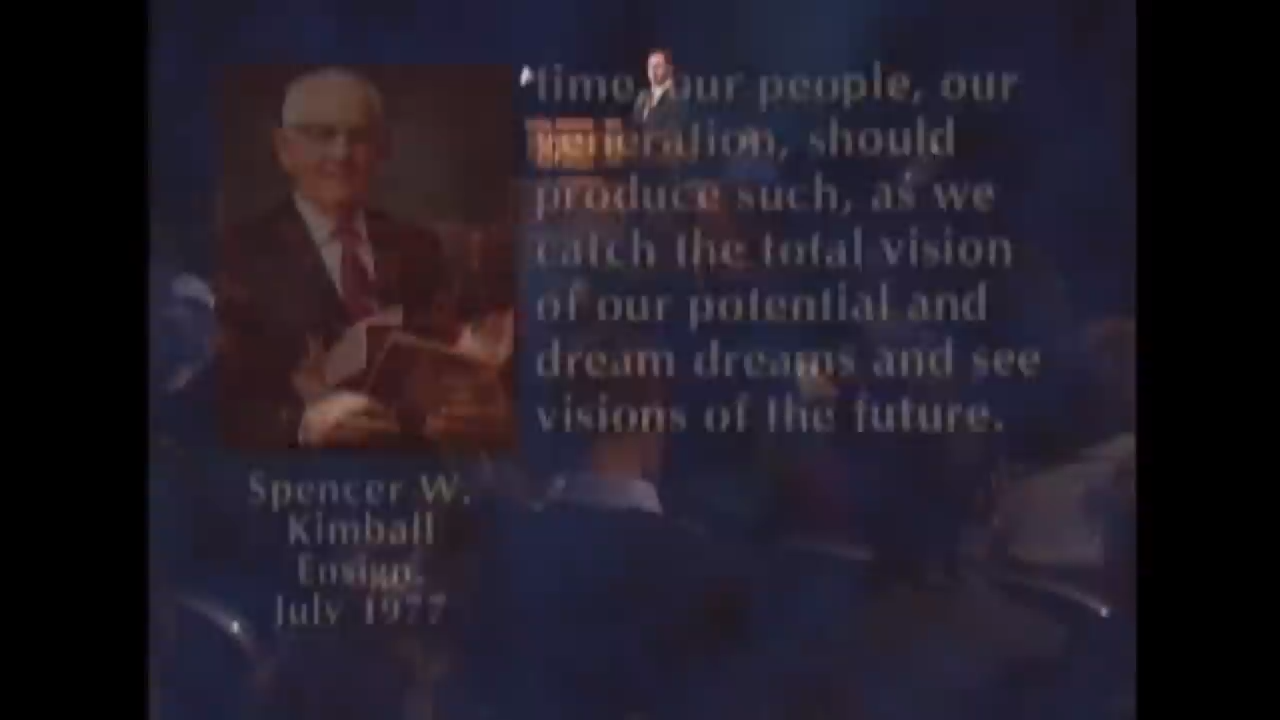 time, our people, our
generation, should
produce such, as we
catch the total vision
of our potential and
dream dreams and see
visions of the future.
Spencer W.
Kimball
Ensign,
July 1977